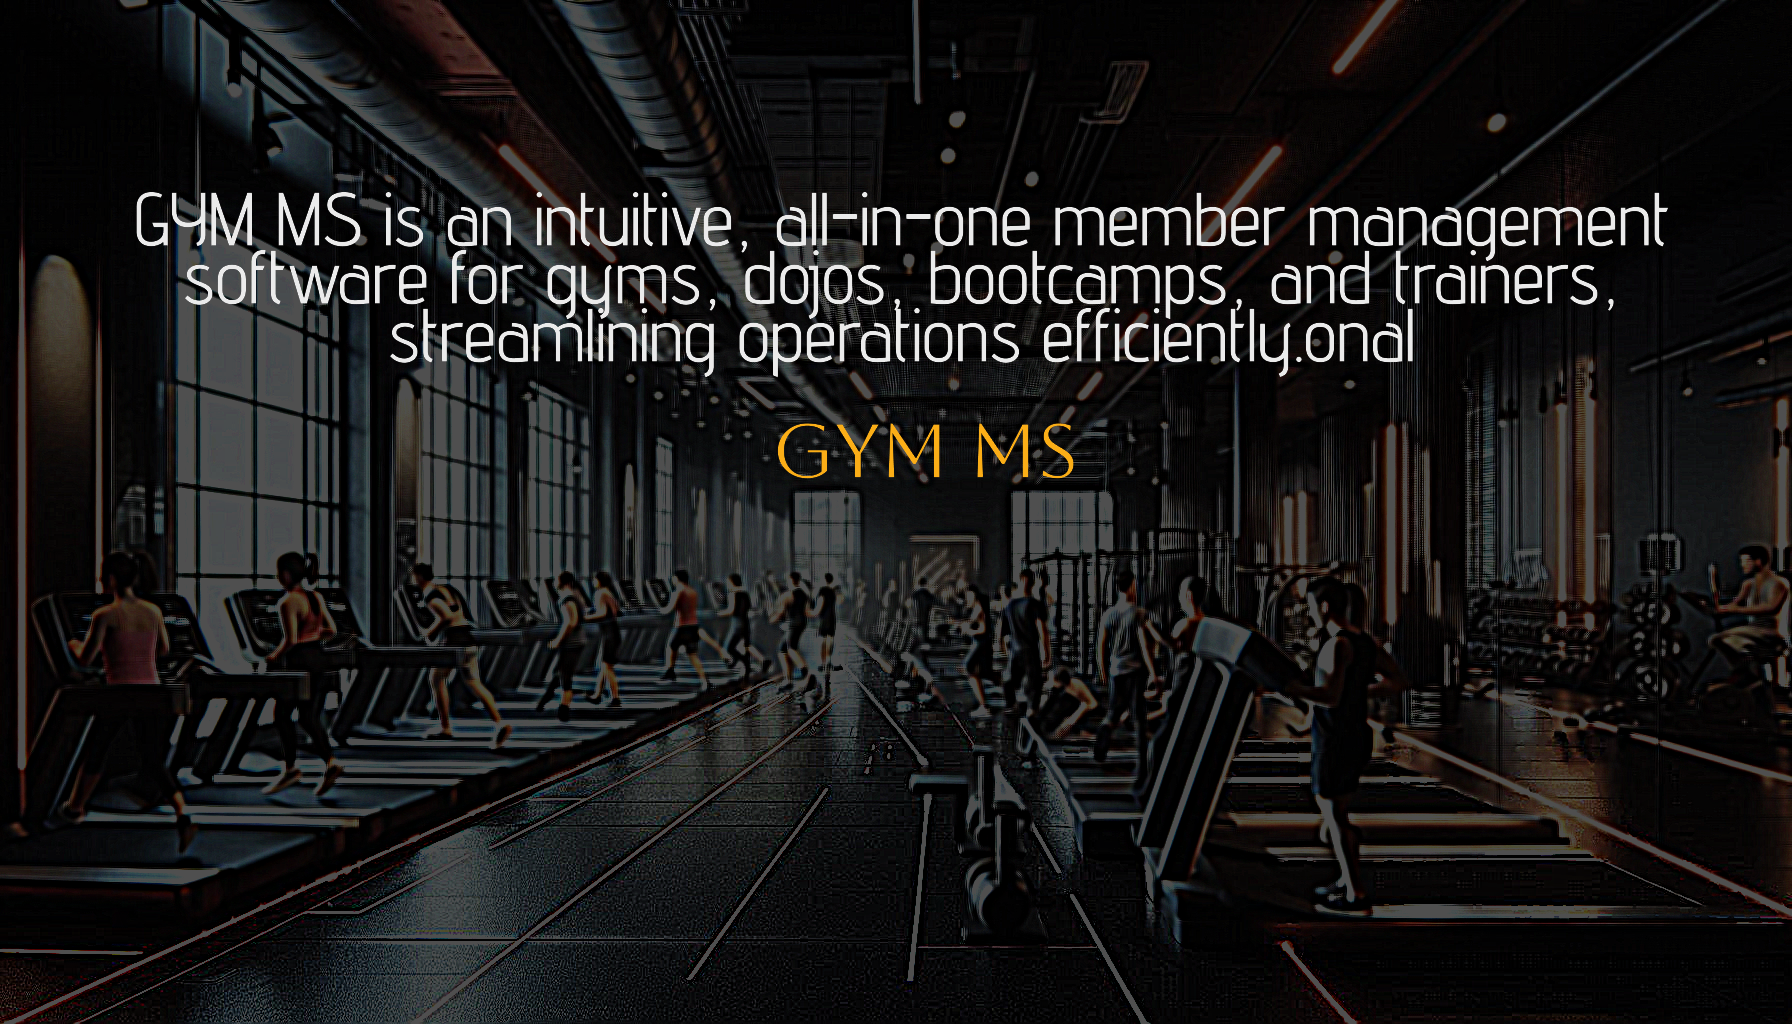 GYM MS is an intuitive, all-in-one member management
software for gyms, dojos, bootcamps, and trainers,
streamlining operations efficiently.onal
GYM MS